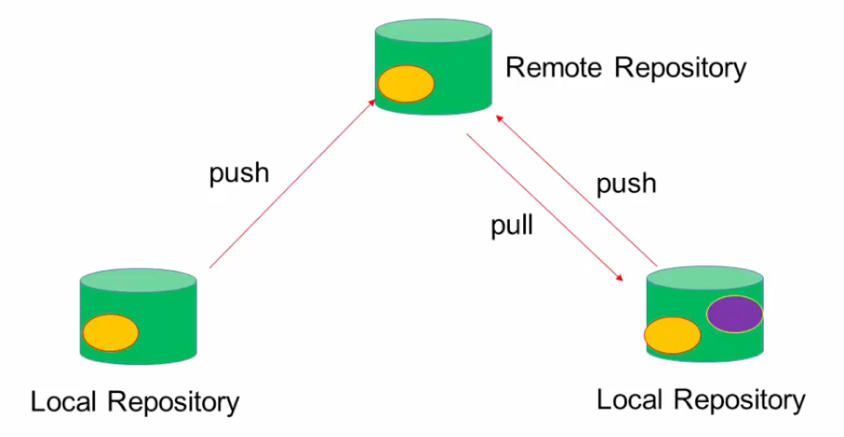 Remote Repository
push
push
pull
Local Repository
Local Repository